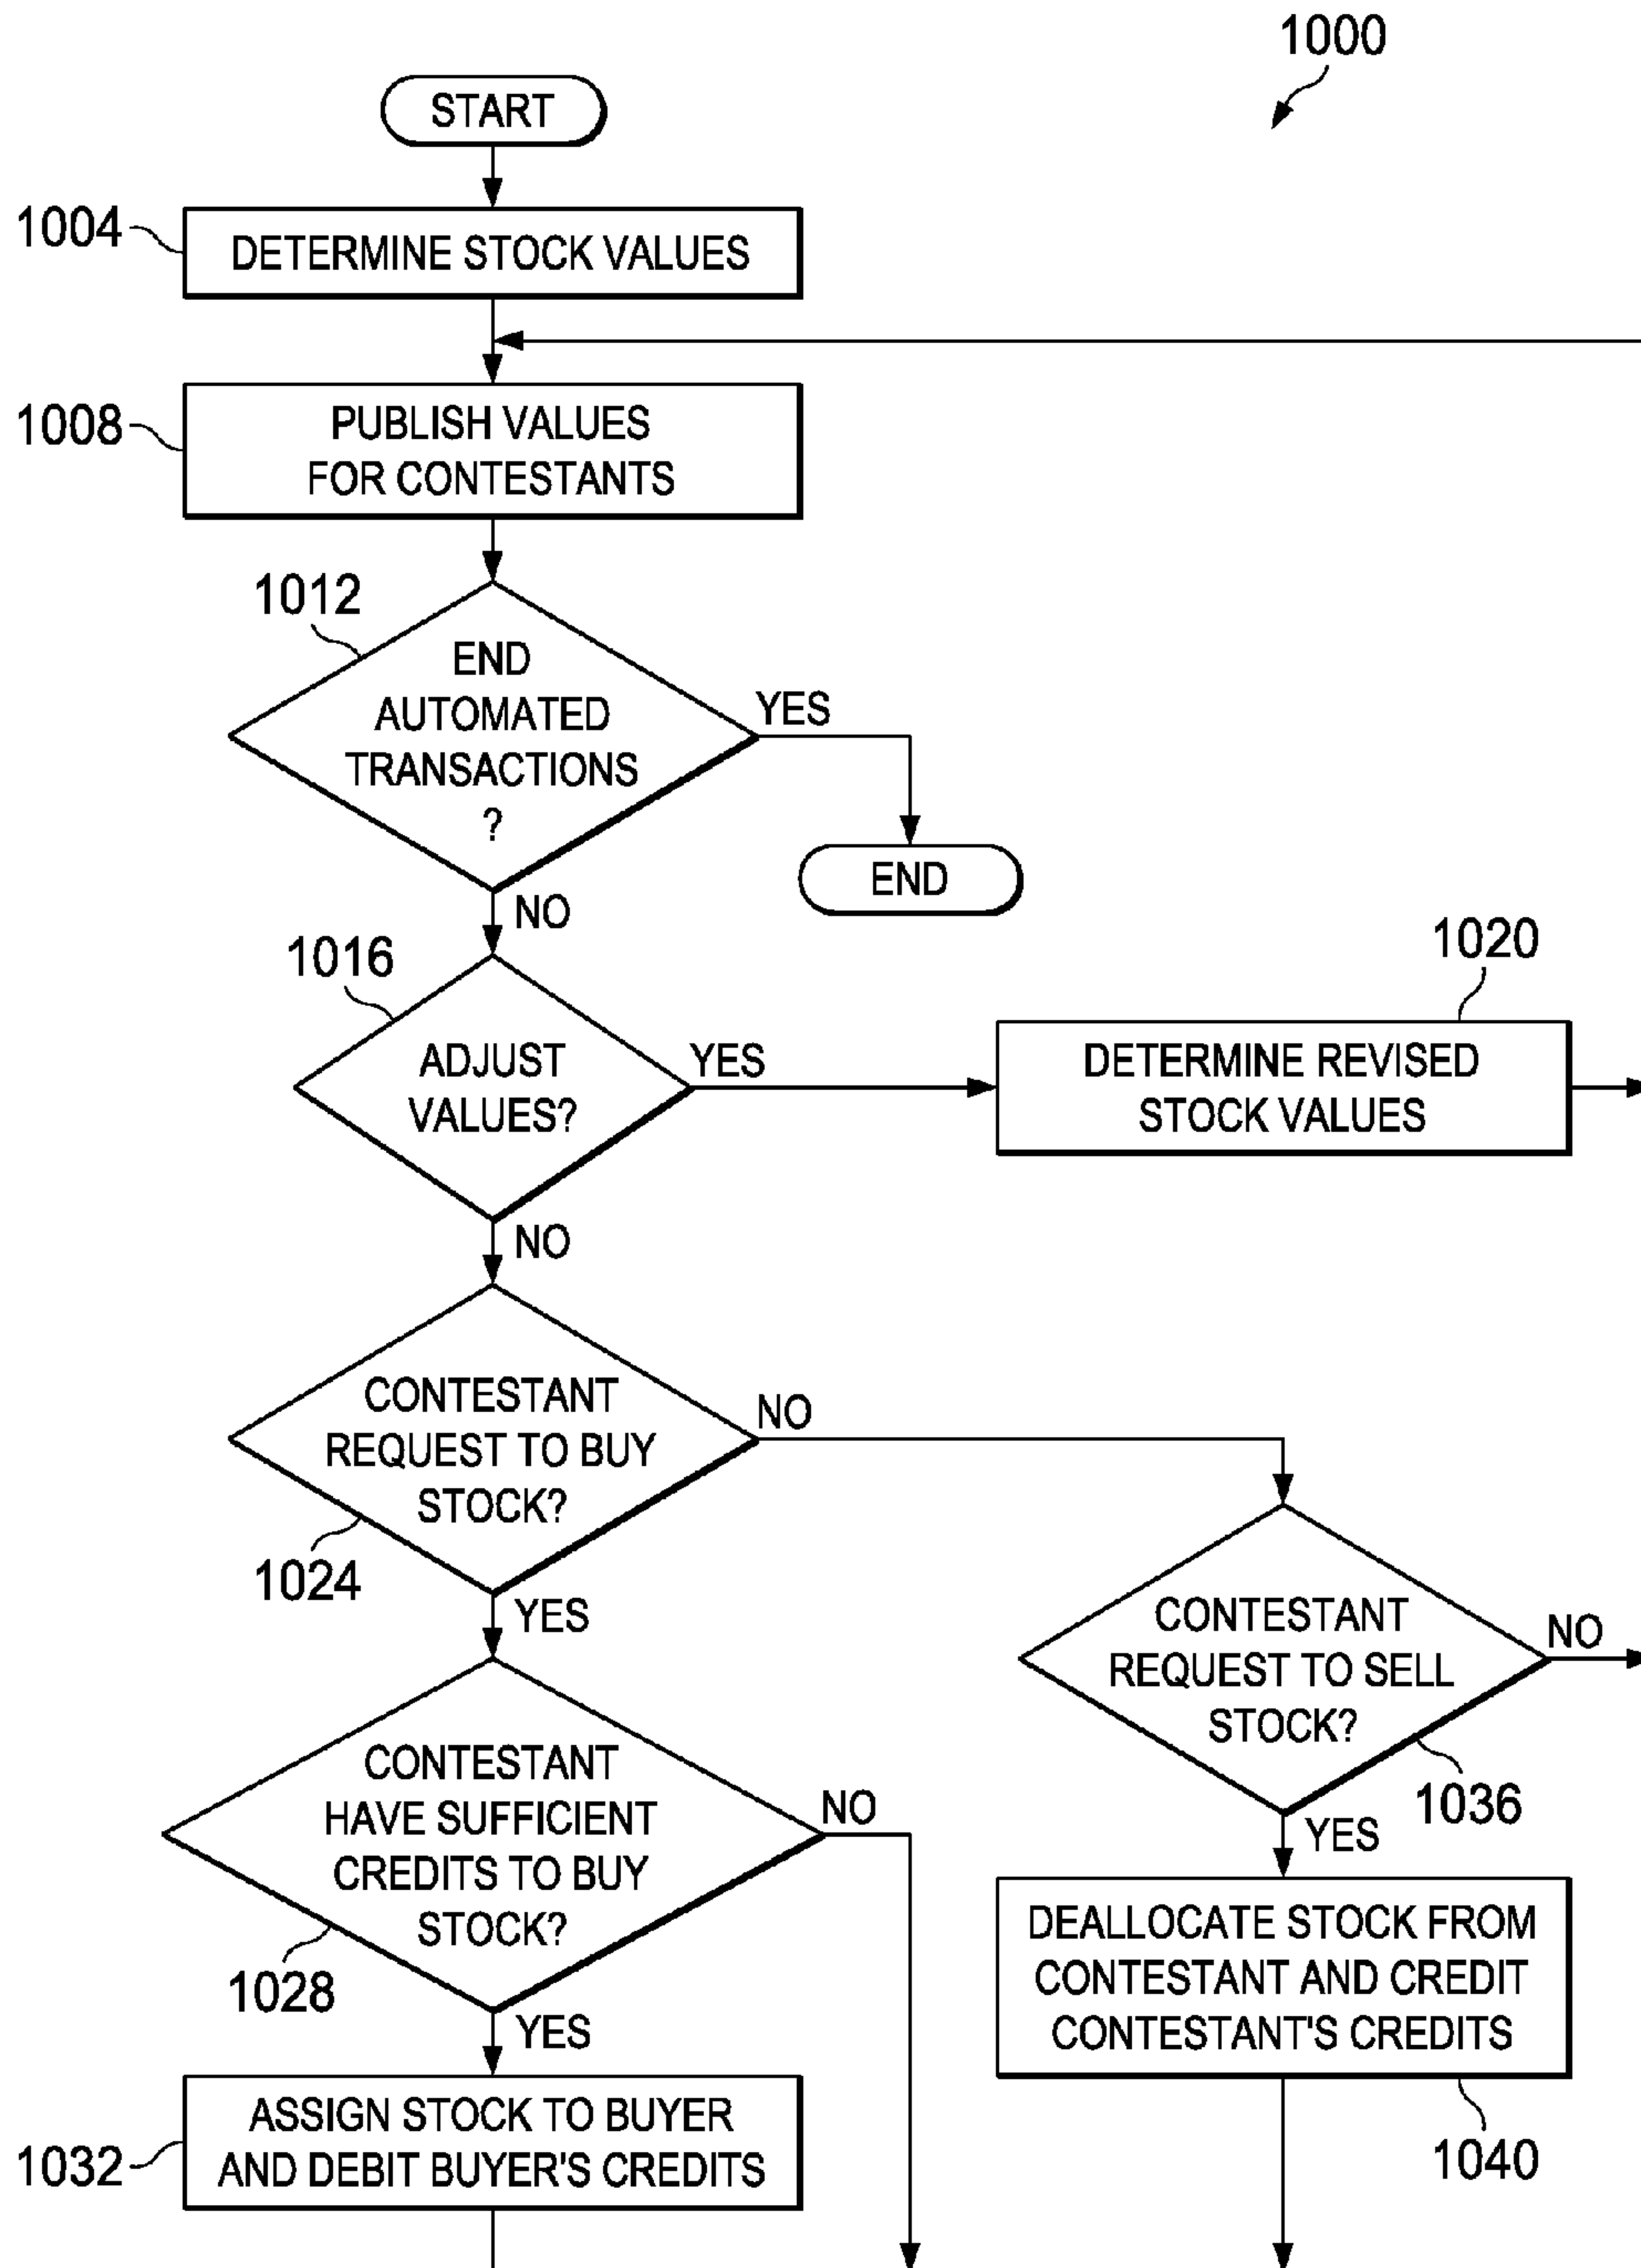 1000
START
1004
DETERMINE STOCK VALUES
1008
PUBLISH VALUES
FOR CONTESTANTS
1012
END
AUTOMATED
TRANSACTIONS
?
YES
END
NO
1016
ADJUST
VALUES?
YES
1020
DETERMINE REVISED
STOCK VALUES
NO
CONTESTANT
REQUEST TO BUY
STOCK?
NO
1024
YES
CONTESTANT
REQUEST TO SELL
STOCK?
NO
1036
YES
CONTESTANT
HAVE SUFFICIENT
CREDITS TO BUY
STOCK?
NO
1028
YES
DEALLOCATE STOCK FROM
CONTESTANT AND CREDIT
CONTESTANT'S CREDITS
1040
ASSIGN STOCK TO BUYER
AND DEBIT BUYER'S CREDITS
1032